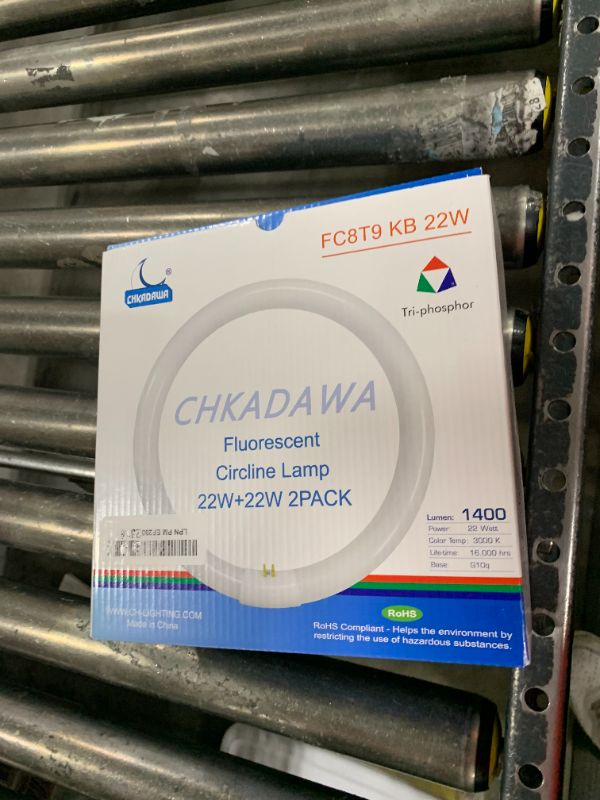 FC8T9 KB 22W
CHKADAWA ®
Tri-phosphor
CHKADAWA
Fluorescent
Circline Lamp
22W+22W 2PACK
Lumen: 1400
Power: 22 Watt
Color Temp: 3000 K
Life-time: 16.000 hrs
Base: G10q
LPN PM
WWW.CH-LIGHTING.COM
Made in China
RoHS
RoHS Compliant - Helps the environment by
restricting the use of hazardous substances.